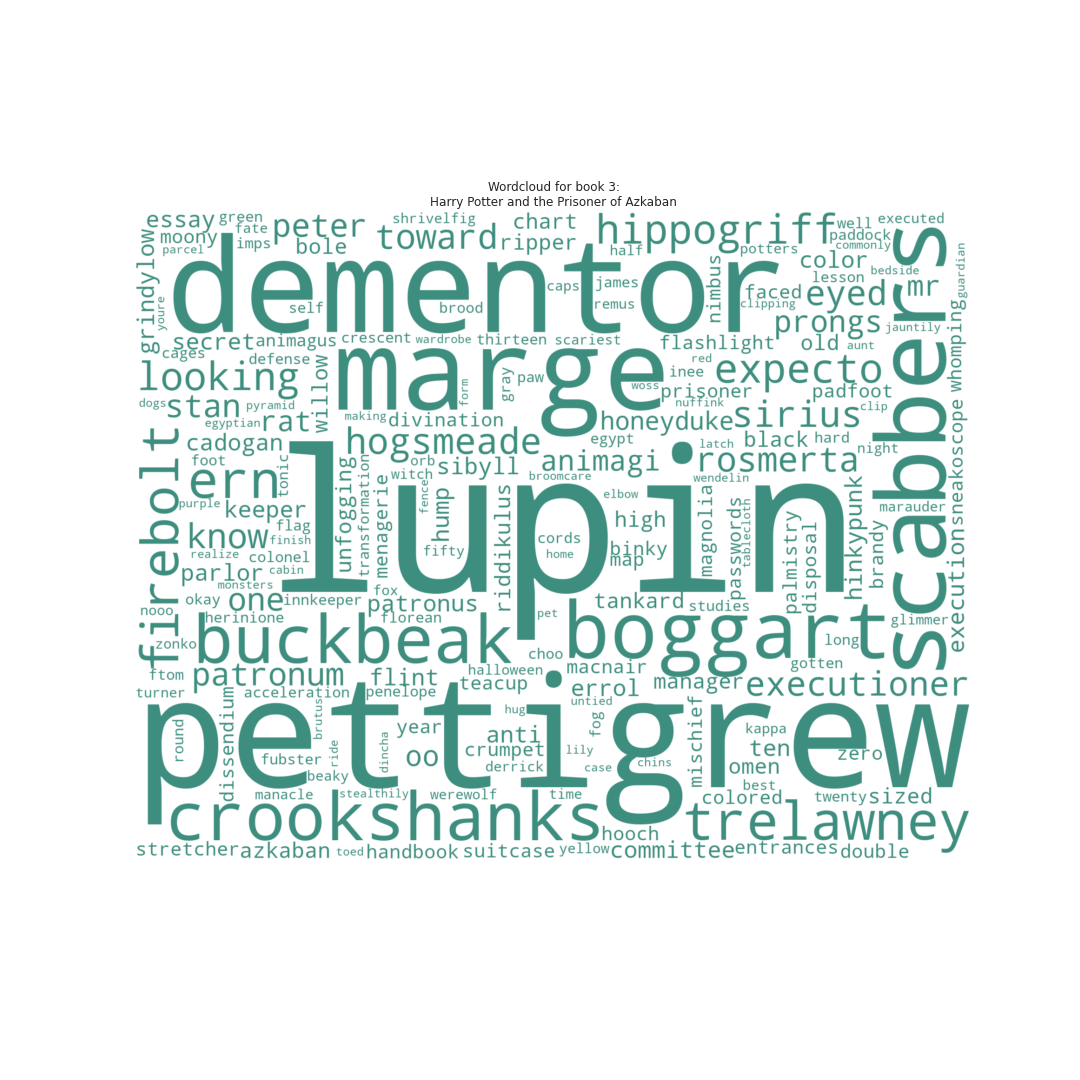 Wordcloud for book 3:
Harry Potter and the Prisoner of Azkaban
essay green fate peter shrivelfig chart hippogriff well executed
moony imps bole toward ripper half potters paddock commonly
parcel grindylow youre dementor caps james remus nimbus color lesson bedside mr guardian
self brood clipping faced eyed prongs jauntily
secret animagus crescent wardrobe thirteen scariest flashlight old aunt whomping
cages defense marge red inee expecto scabbers
looking willow form gray paw woss prisoner padfoot
dogs stan pyramid making divination nuffink honeyduke sirius clip
egyptian rat cadogan hogsmeade egypt latch black hard night
foot ern tonic witch orb sibyll animagi rosmerta sneakoscope
firebolt purple keeper unfogging transformation menagerie fence hump broomcare elbow wendelin marauder
know flag finish lupin riddikulus high magnolia passwords tablecloth palmistry disposal hinkypunk brandy
realize colonel fifty cords home binky map
parlor cabin monsters fox
nooo okay one innkeeper patronus pet tankard studies executions
zonko herinione florean boggart glimmer
buckbeak choo long
ftom patronum flint halloween macnair gotten
turner acceleration penelope teacup errol manager executioner
pettigrew brutus hug untied
round dissendium year anti fog mischief kappa
fubster ride dincha oo crumpet lily ten zero
beaky derrick case chins omen
manacle stealthily werewolf time best colored twenty sized
crookshanks hooch trelawney
stretcher azkaban toed handbook suitcase yellow committee entrances double